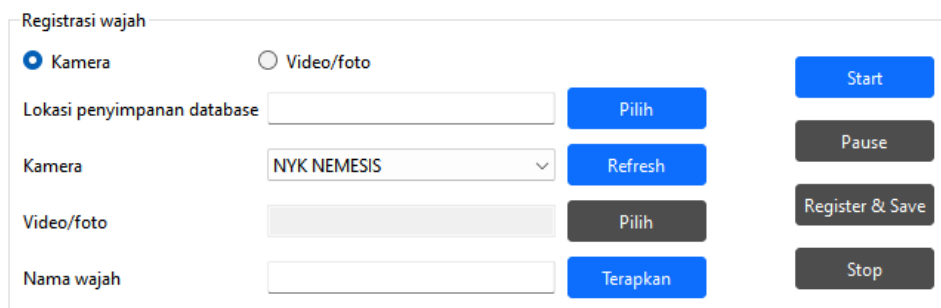 Registrasi wajah
Kamera Video/foto
Start
Lokasi penyimpanan database Pilih
Pause
Kamera NYK NEMESIS Refresh
Register & Save
Video/foto Pilih
Stop
Nama wajah Terapkan